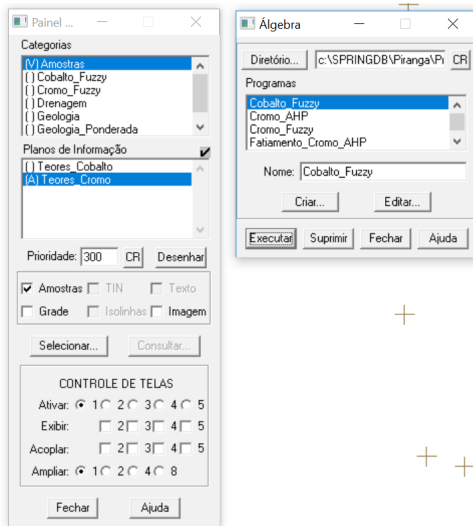 Painel ...
Categorias
(V) Amostras
( ) Cobalto_Fuzzy
( ) Cromo_Fuzzy
( ) Drenagem
( ) Geologia
( ) Geologia_Ponderada
Planos de Informação
( ) Teores_Cobalto
(A) Teores_Cromo
Prioridade: 300 CR Desenhar
Amostras TIN Texto
Grade Isolinhas Imagem
Selecionar... Consultar...
CONTROLE DE TELAS
Ativar: 1 2 3 4 5
Exibir: 2 3 4 5
Acoplar: 2 3 4 5
Ampliar: 1 2 4 8
Fechar Ajuda
Álgebra
Diretório... c:\SPRINGDB\Piranga\Pr CR
Programas
Cobalto_Fuzzy
Cromo_AHP
Cromo_Fuzzy
Fatiamento_Cromo_AHP
Nome: Cobalto_Fuzzy
Criar... Editar...
Executar Suprimir Fechar Ajuda